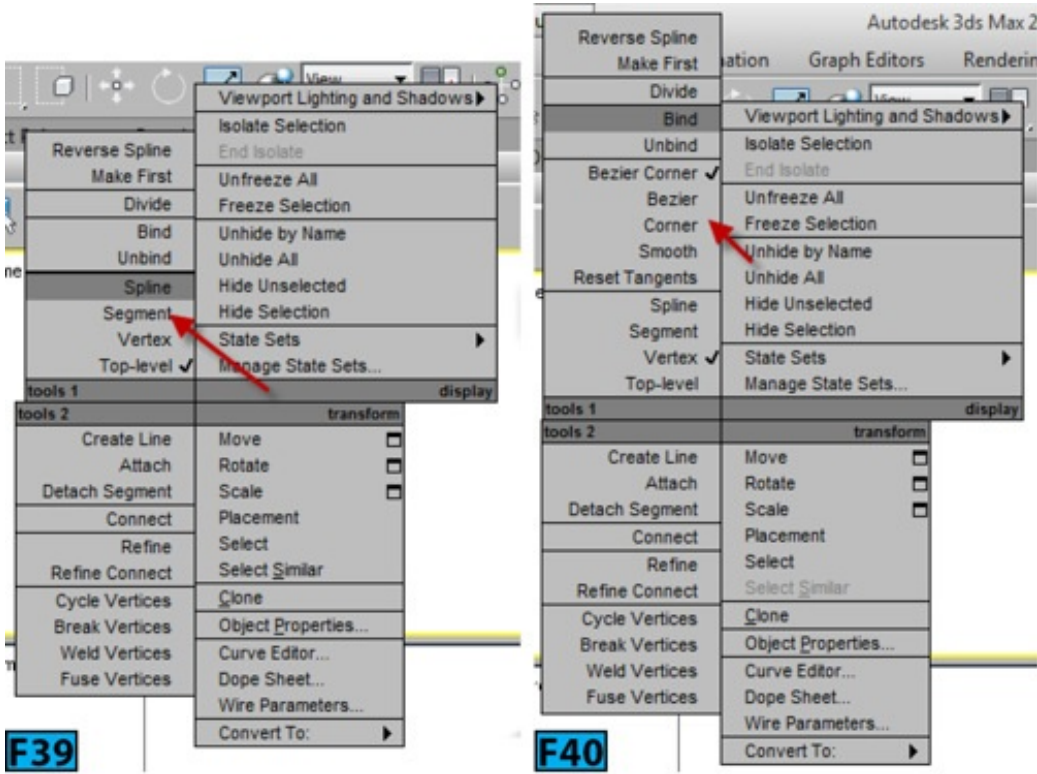 View
Viewport Lighting and Shadows
Isolate Selection
End Isolate
Unfreeze All
Freeze Selection
Unhide by Name
Unhide All
Hide Unselected
Hide Selection
State Sets
Manage State Sets...
display
Reverse Spline
Make First
Divide
Bind
Unbind
Spline
Segment
Vertex
Top-level
tools 1
tools 2
Create Line
Attach
Detach Segment
Connect
Refine
Refine Connect
Cycle Vertices
Break Vertices
Weld Vertices
Fuse Vertices
transform
Move
Rotate
Scale
Placement
Select
Select Similar
Clone
Object Properties...
Curve Editor...
Dope Sheet...
Wire Parameters...
Convert To:
F39
Autodesk 3ds Max 2
Graph Editors
Reverse Spline
Make First
Divide
Bind
Unbind
Bezier Corner
Bezier
Corner
Smooth
Reset Tangents
Spline
Segment
Vertex
Top-level
tools 1
Viewport Lighting and Shadows
Isolate Selection
End Isolate
Unfreeze All
Freeze Selection
Unhide by Name
Unhide All
Hide Unselected
Hide Selection
State Sets
Manage State Sets...
display
tools 2
Create Line
Attach
Detach Segment
Connect
Refine
Refine Connect
Cycle Vertices
Break Vertices
Weld Vertices
Fuse Vertices
transform
Move
Rotate
Scale
Placement
Select
Select Similar
Clone
Object Properties...
Curve Editor...
Dope Sheet...
Wire Parameters...
Convert To:
F40